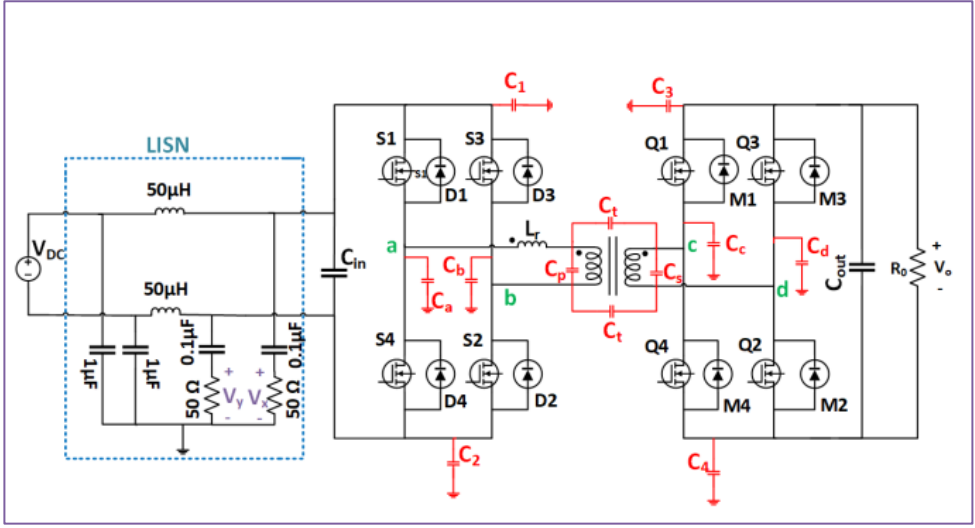 C1
C3
LISN
S1
S3
Q1
Q3
50µH
S1
D1
D3
M1
M3
VDC
a
Lr
Ct
c
Cc
Cd
Cin
Cb
Cp
Cs
Cout
R0
+
Vo
-
50µH
Ca
b
Ct
d
S4
S2
Q4
Q2
1µF
1µF
0.1µF
0.1µF
+
+
Vy
Vx
-
-
50 Ω
50 Ω
D4
D2
M4
M2
C2
C4